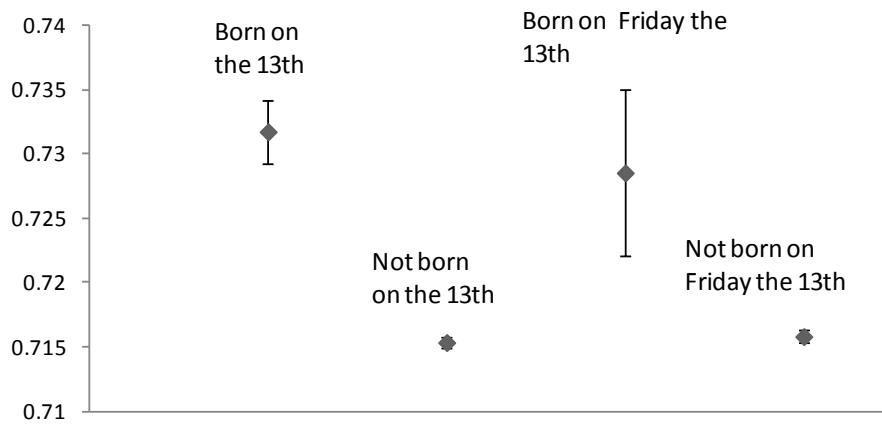 0.74
0.735
0.73
0.725
0.72
0.715
0.71
Born on
the 13th
Not born
on the 13th
Born on Friday the
13th
Not born on
Friday the 13th